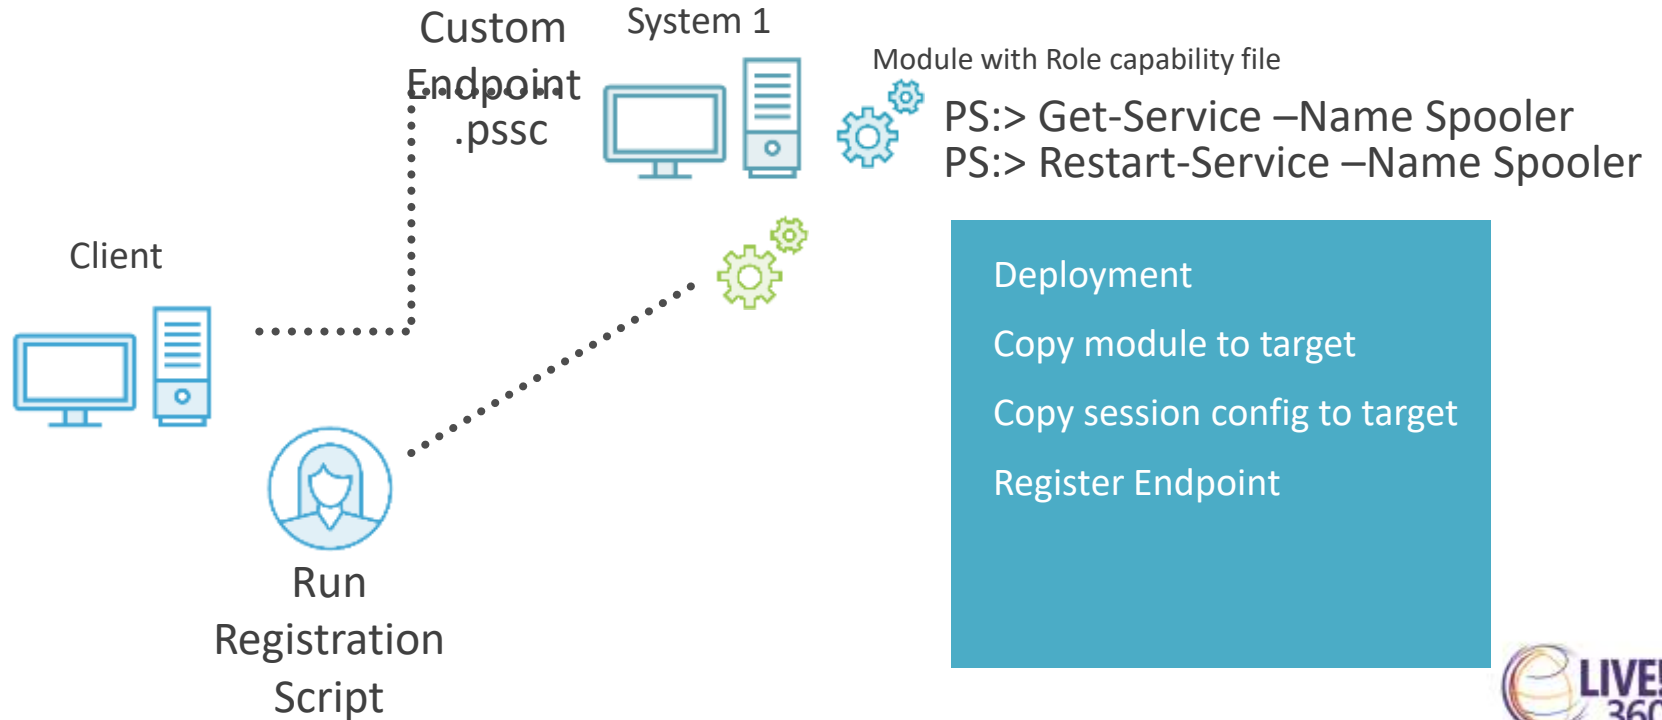 Custom
Endpoint
.pssc
System 1
Module with Role capability file
PS:> Get-Service –Name Spooler
PS:> Restart-Service –Name Spooler
Client
Deployment
Copy module to target
Copy session config to target
Register Endpoint
Run
Registration
Script
LIVE!
360